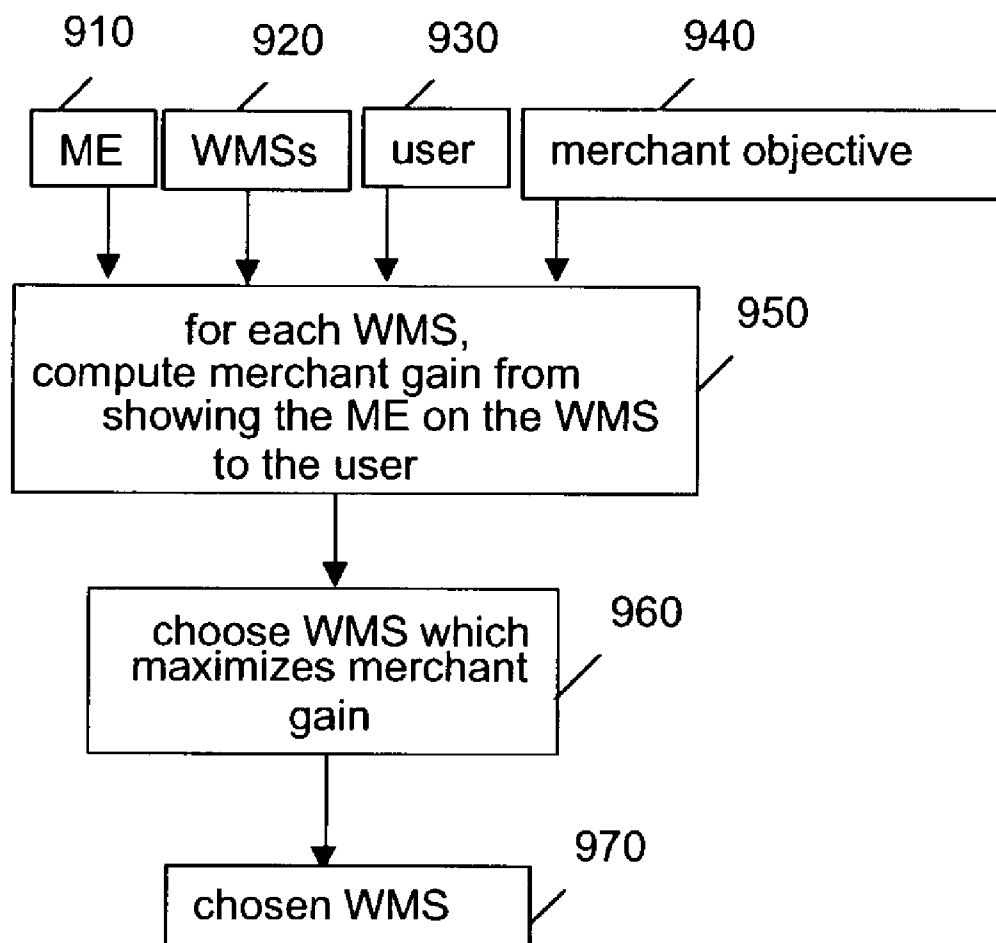 910 920 930 940
ME WMSs user merchant objective
for each WMS,
compute merchant gain from
showing the ME on the WMS
to the user
950
choose WMS which
maximizes merchant
gain
960
970
chosen WMS